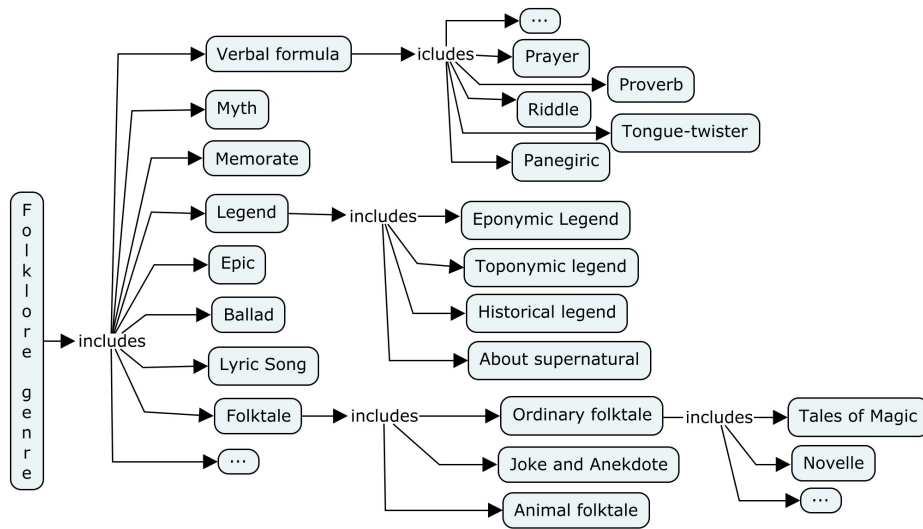 Folklore genre
includes
Verbal formula
icludes
...
Prayer
Proverb
Riddle
Tongue-twister
Panegiric
Myth
Memorate
Legend
includes
Eponymic Legend
Toponymic legend
Historical legend
About supernatural
Epic
Ballad
Lyric Song
Folktale
includes
Ordinary folktale
includes
Tales of Magic
Novelle
...
Joke and Anekdote
Animal folktale
...